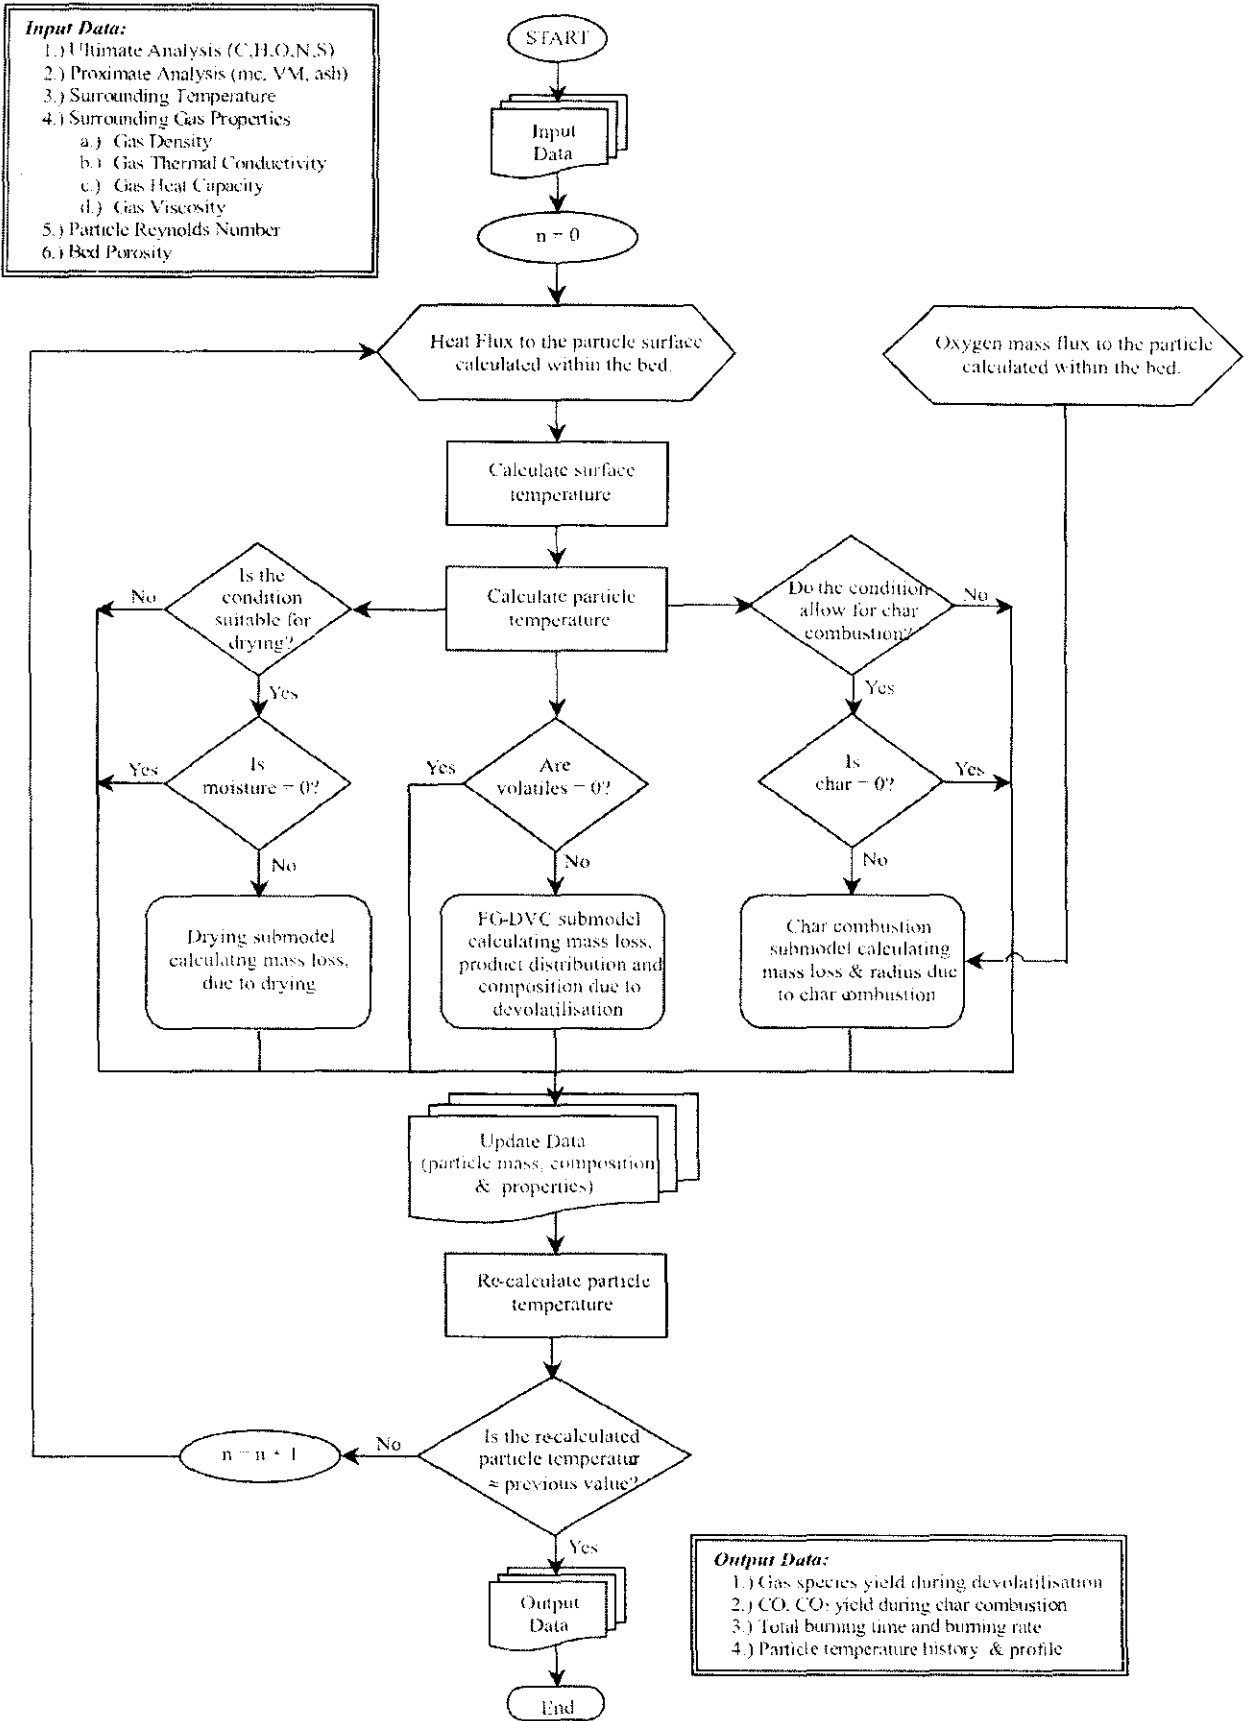 Input Data:
1.) Ultimate Analysis (C,H,O,N,S)
2.) Proximate Analysis (mc, VM, ash)
3.) Surrounding Temperature
4.) Surrounding Gas Properties
a.) Gas Density
b.) Gas Thermal Conductivity
c.) Gas Heat Capacity
d.) Gas Viscosity
5.) Particle Reynolds Number
6.) Bed Porosity
START
Input
Data
n = 0
Heat Flux to the particle surface
calculated within the bed.
Oxygen mass flux to the particle
calculated within the bed.
Calculate surface
temperature
Is the
condition
suitable for
drying?
No
Calculate particle
temperature
Do the condition
allow for char
combustion?
No
Yes
Yes
Is
moisture = 0?
Yes
Are
volatiles = 0?
Yes
Is
char = 0?
Yes
No
No
No
Drying submodel
calculatng mass loss,
due to drying
FG-DVC submodel
calculating mass loss,
product distribution and
composition due to
devolatilisation
Char combustion
submodel calculating
mass loss & radius due
to char combustion
Update Data
(particle mass, composition
& properties)
Re-calculate particle
temperature
Is the re-calculated
particle temperatur
≈ previous value?
No
n = n + 1
Yes
Output
Data
End
Output Data:
1.) Gas species yield during devolatilisation
2.) CO, CO₂ yield during char combustion
3.) Total burning time and burning rate
4.) Particle temperature history & profile